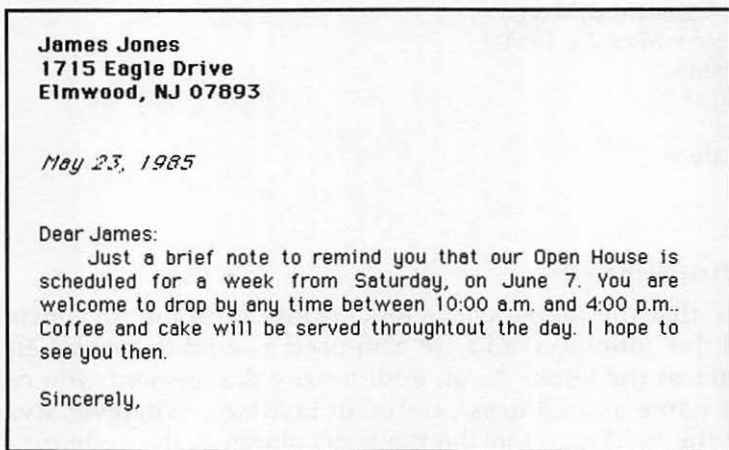 James Jones
1715 Eagle Drive
Elmwood, NJ 07893
May 23, 1985
Dear James:
Just a brief note to remind you that our Open House is
scheduled for a week from Saturday, on June 7. You are
welcome to drop by any time between 10:00 a.m. and 4:00 p.m.
Coffee and cake will be served throughtout the day. I hope to
see you then.
Sincerely,